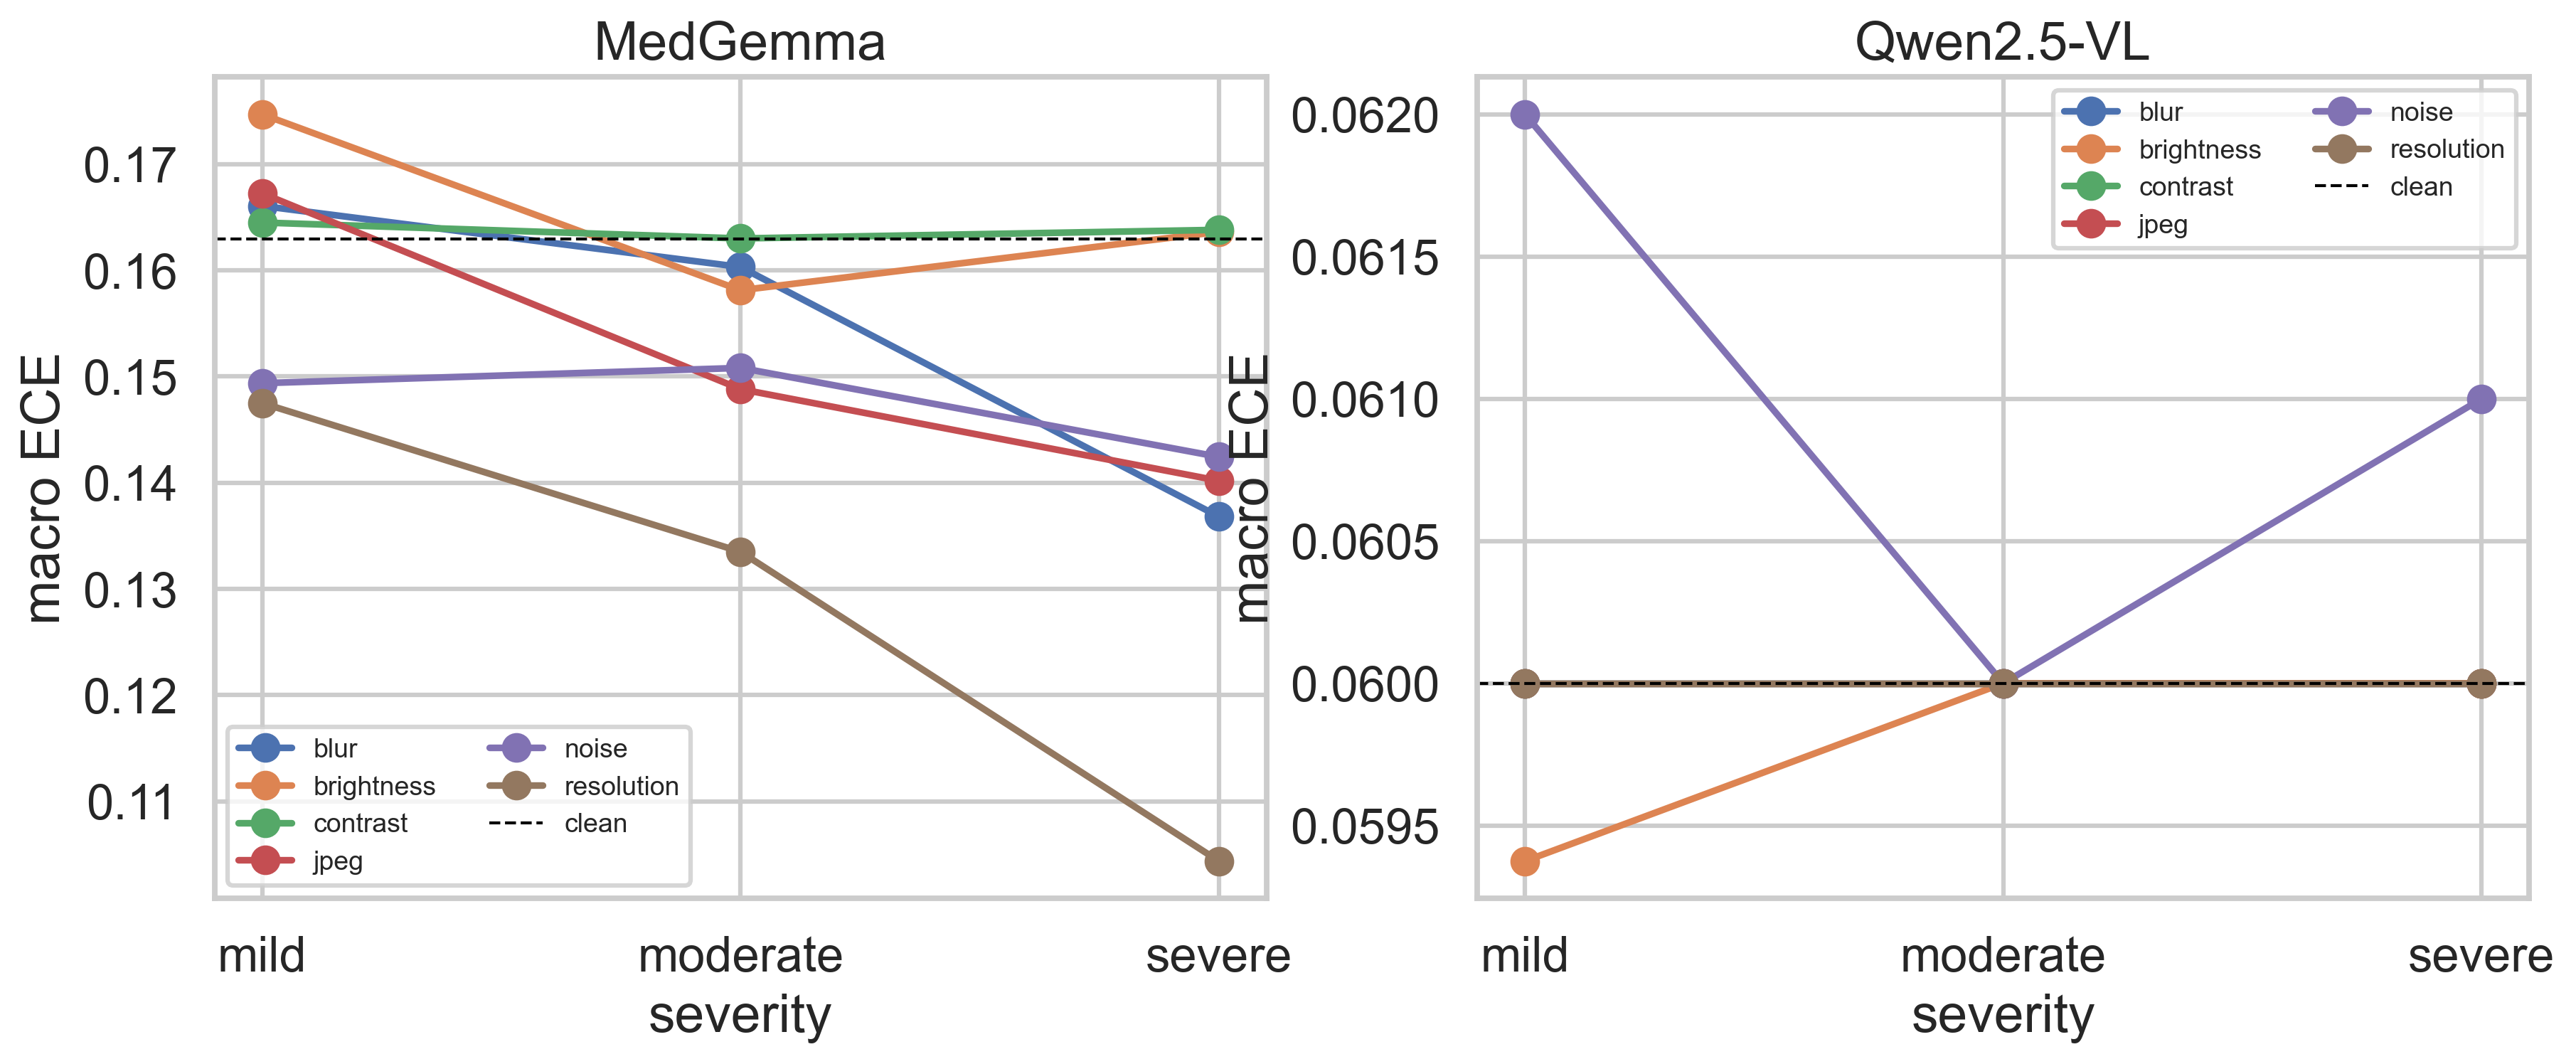 MedGemma
macro ECE
0.17
0.16
0.15
0.14
0.13
0.12
0.11
blur
brightness
contrast
jpeg
noise
resolution
clean
mild
moderate
severe
severity
Qwen2.5-VL
macro ECE
0.0620
0.0615
0.0610
0.0605
0.0600
0.0595
blur
brightness
contrast
jpeg
noise
resolution
clean
mild
moderate
severe
severity